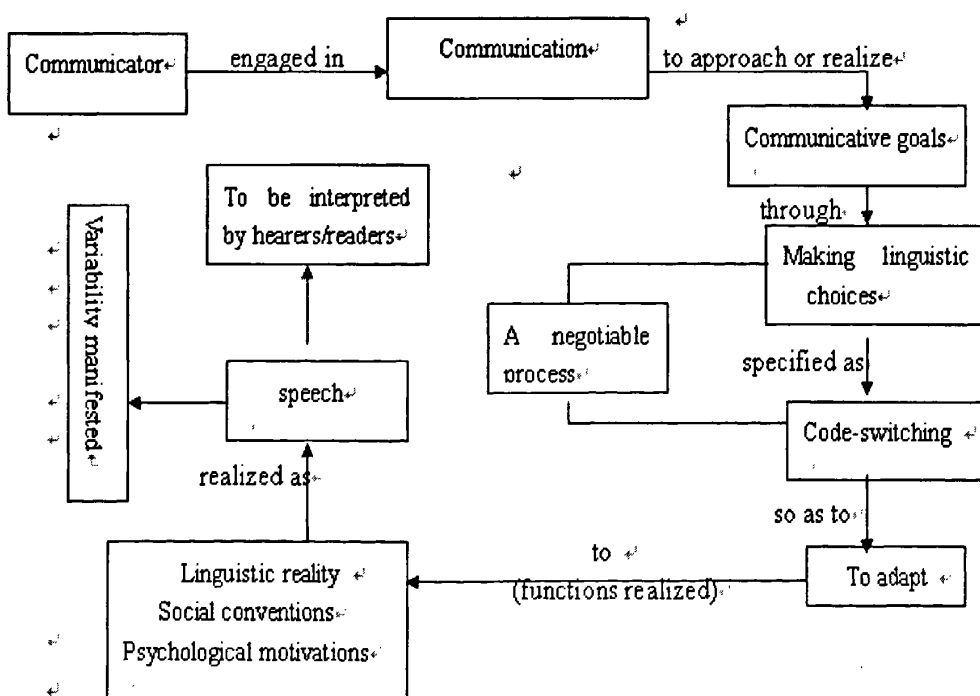 Communicator
engaged in
Communication
to approach or realize
Communicative goals
through
Making linguistic
choices
A negotiable
process
specified as
Code-switching
so as to
To adapt
to
(functions realized)
Linguistic reality
Social conventions
Psychological motivations
realized as
speech
Variability manifested
To be interpreted
by hearers/readers